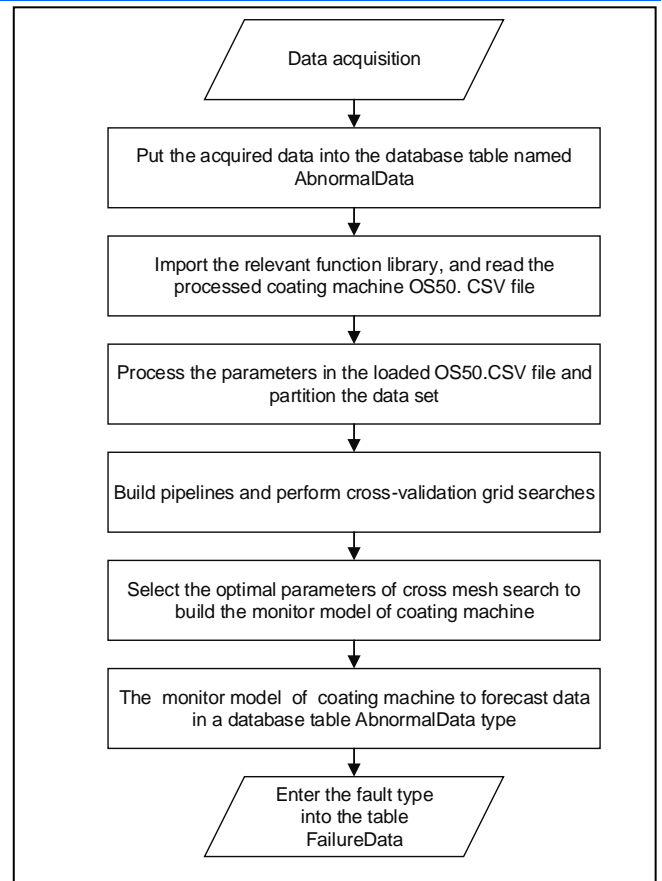 Data acquisition
Put the acquired data into the database table named
AbnormalData
Import the relevant function library, and read the
processed coating machine OS50. CSV file
Process the parameters in the loaded OS50.CSV file and
partition the data set
Build pipelines and perform cross-validation grid searches
Select the optimal parameters of cross mesh search to
build the monitor model of coating machine
The monitor model of coating machine to forecast data
in a database table AbnormalData type
Enter the fault type
into the table
FailureData